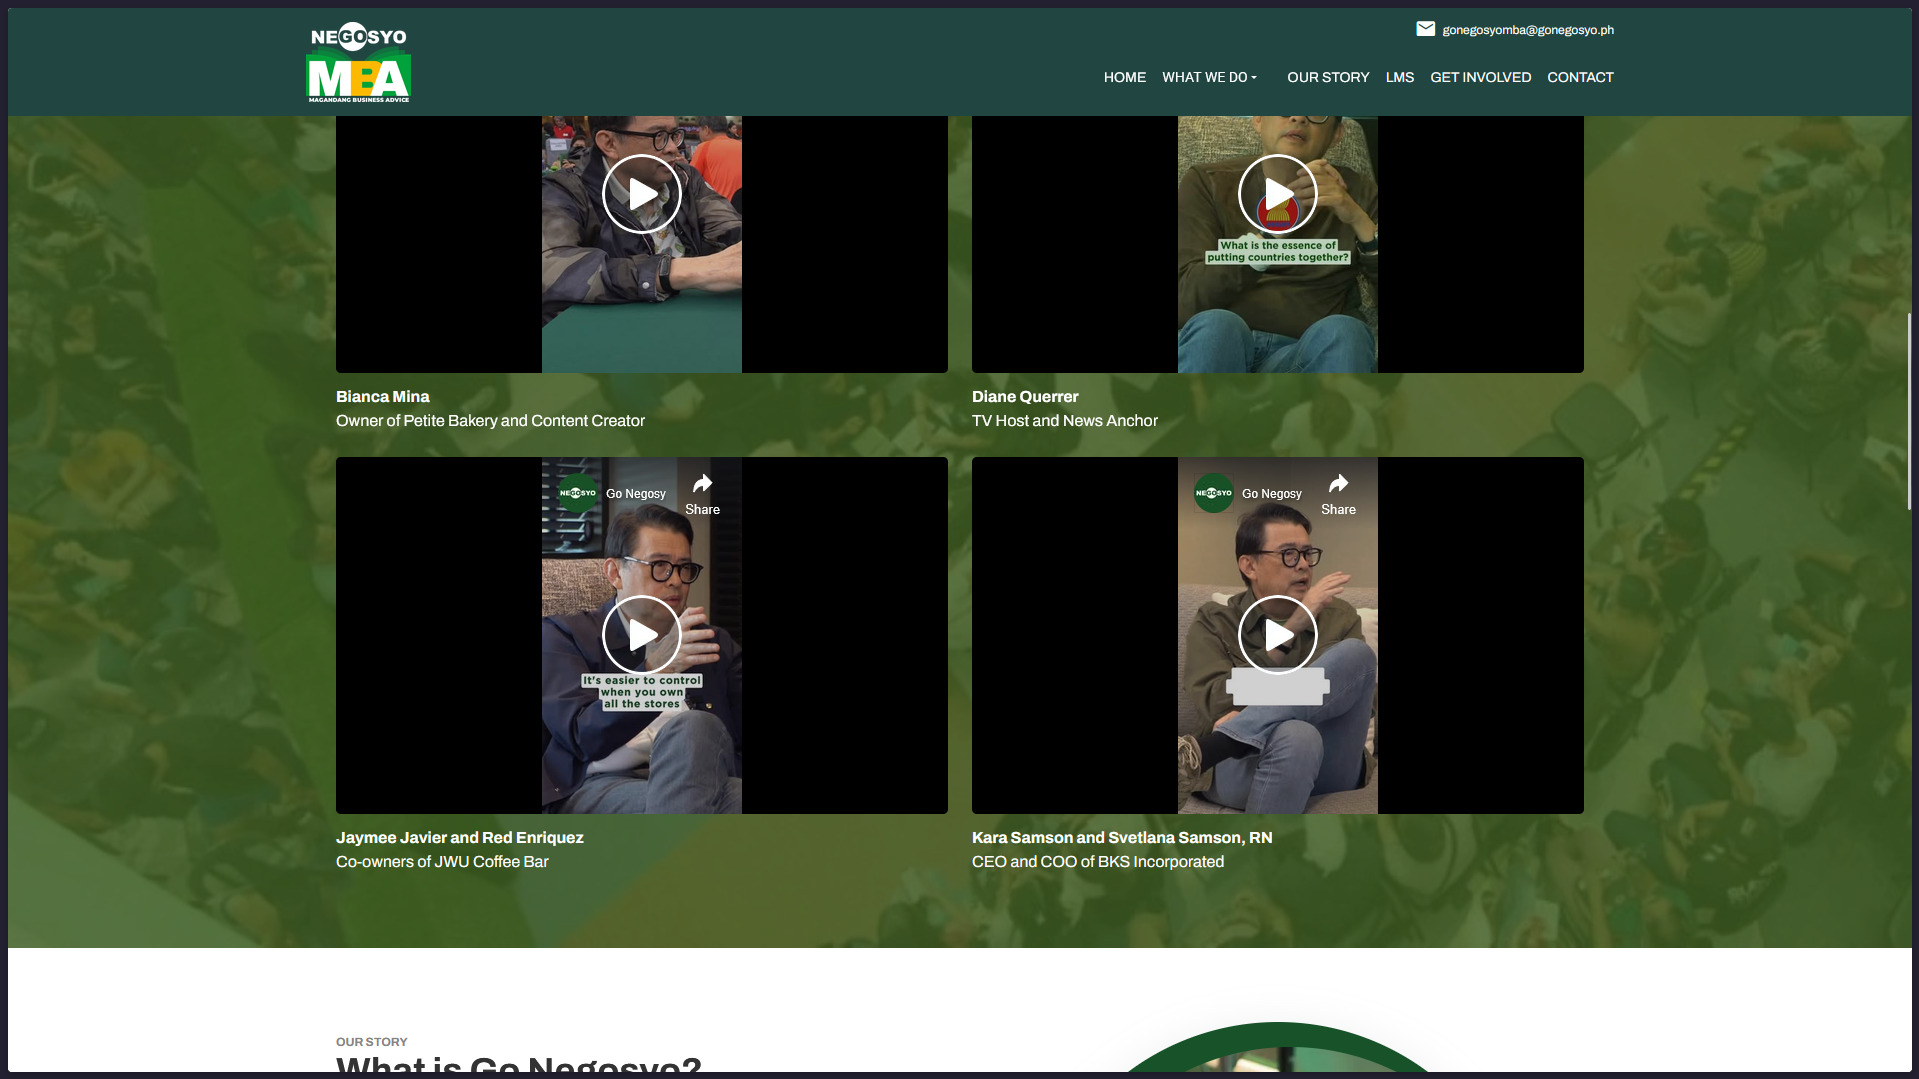 NEGOSYO
MBA
MAGANDANG BUSINESS ADVICE
gonegosyomba@gonegosyo.ph
HOME
WHAT WE DO
OUR STORY
LMS
GET INVOLVED
CONTACT
What is the essence of
putting countries together?
Bianca Mina
Owner of Petite Bakery and Content Creator
Diane Querrer
TV Host and News Anchor
NEGOSYO
Go Negosy
Share
It's easier to control
when you own
all the stores
NEGOSYO
Go Negosy
Share
Jaymee Javier and Red Enriquez
Co-owners of JWU Coffee Bar
Kara Samson and Svetlana Samson, RN
CEO and COO of BKS Incorporated
OUR STORY
What is Go Negosyo?